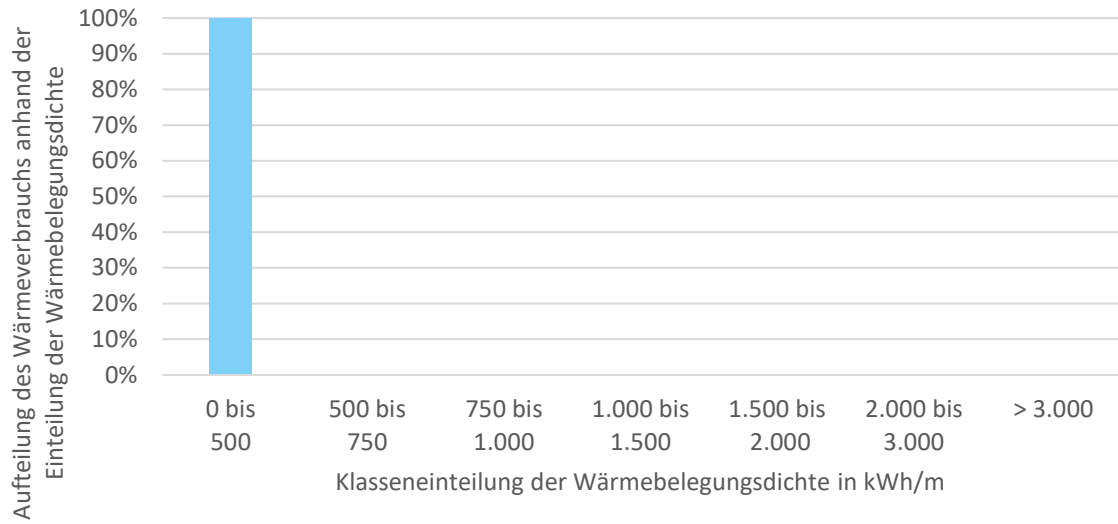 Aufteilung des Wärmeverbrauchs anhand der
Einteilung der Wärmebelegungsdichte
100%
90%
80%
70%
60%
50%
40%
30%
20%
10%
0%
0 bis
500
500 bis
750
750 bis
1.000
1.000 bis
1.500
1.500 bis
2.000
2.000 bis
3.000
> 3.000
Klasseneinteilung der Wärmebelegungsdichte in kWh/m